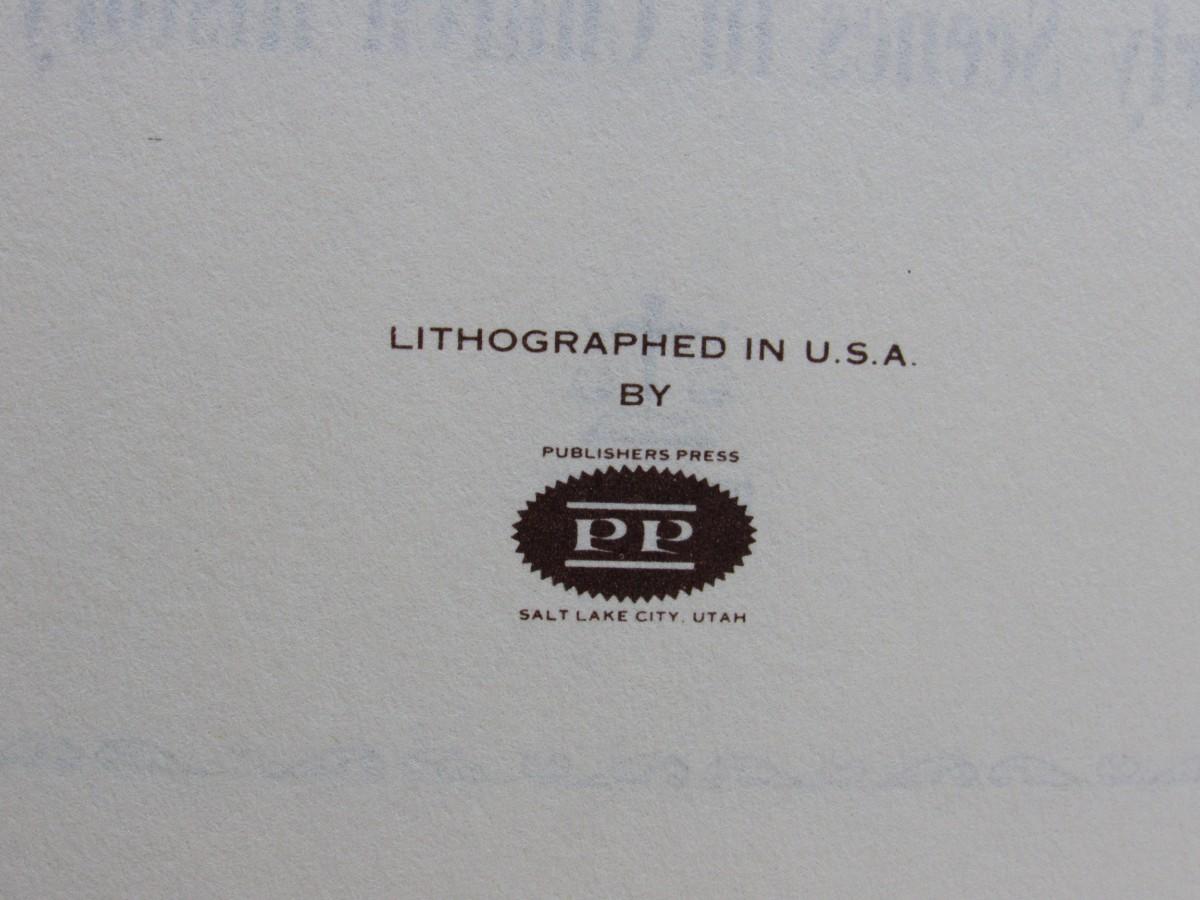 LITHOGRAPHED IN U.S.A.
BY
PUBLISHERS PRESS
PP
SALT LAKE CITY, UTAH